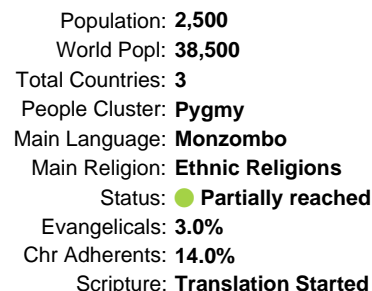 Population: 2,500
World Popl: 38,500
Total Countries: 3
People Cluster: Pygmy
Main Language: Monzombo
Main Religion: Ethnic Religions
Status: Partially reached
Evangelicals: 3.0%
Chr Adherents: 14.0%
Scripture: Translation Started